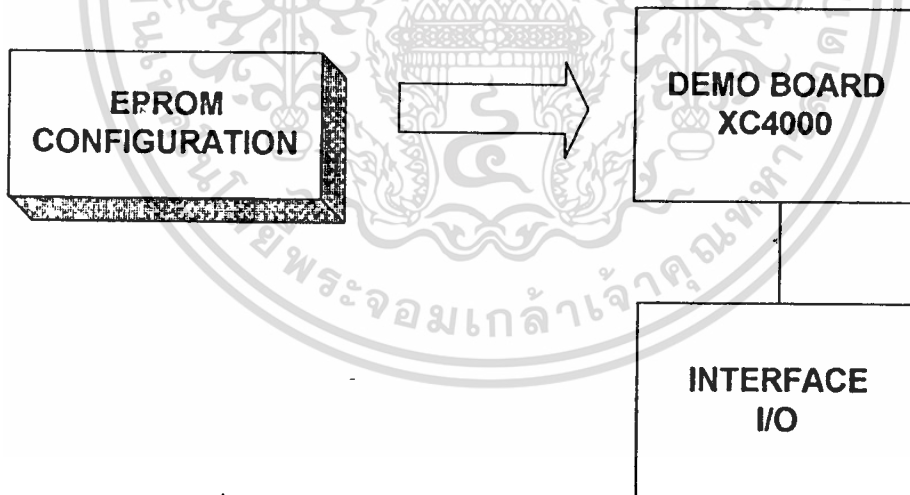 EPROM
CONFIGURATION
DEMO BOARD
XC4000
INTERFACE
I/O
พระจอมเกล้าเจ้าคุณทหาร